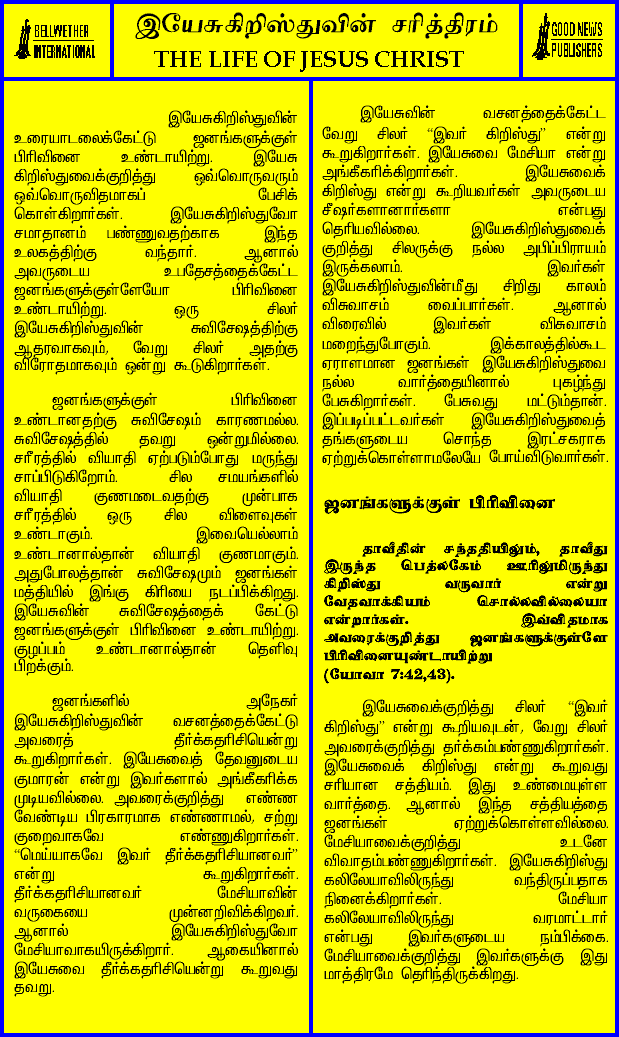 BELLWETHER
INTERNATIONAL
இயேசுகிறிஸ்துவின் சரித்திரம்
THE LIFE OF JESUS CHRIST
GOOD NEWS
PUBLISHERS
இயேசுகிறிஸ்துவின்
உரையாடலைக்கேட்டு ஜனங்களுக்குள்
பிரிவினை உண்டாயிற்று. இயேசு
கிறிஸ்துவைக்குறித்து ஒவ்வொருவரும்
ஒவ்வொருவிதமாகப் பேசிக்
கொள்கிறார்கள். இயேசுகிறிஸ்துவோ
சமாதானம் பண்ணுவதற்காக இந்த
உலகத்திற்கு வந்தார். ஆனால்
அவருடைய உபதேசத்தைக்கேட்ட
ஜனங்களுக்குள்ளேயோ பிரிவினை
உண்டாயிற்று. ஒரு சிலர்
இயேசுகிறிஸ்துவின் சுவிசேஷத்திற்கு
ஆதரவாகவும், வேறு சிலர் அதற்கு
விரோதமாகவும் ஒன்று கூடுகிறார்கள்.
ஜனங்களுக்குள் பிரிவினை
உண்டானதற்கு சுவிசேஷம் காரணமல்ல.
சுவிசேஷத்தில் தவறு ஒன்றுமில்லை.
சரீரத்தில் வியாதி ஏற்படும்போது மருந்து
சாப்பிடுகிறோம். சில சமயங்களில்
வியாதி குணமடைவதற்கு முன்பாக
சரீரத்தில் ஒரு சில விளைவுகள்
உண்டாகும். இவையெல்லாம்
உண்டானால்தான் வியாதி குணமாகும்.
அதுபோலத்தான் சுவிசேஷமும் ஜனங்கள்
மத்தியில் இங்கு கிரியை நடப்பிக்கிறது.
இயேசுவின் சுவிசேஷத்தைக் கேட்டு
ஜனங்களுக்குள் பிரிவினை உண்டாயிற்று.
குழப்பம் உண்டானால்தான் தெளிவு
பிறக்கும்.
ஜனங்களில் அநேகர்
இயேசுகிறிஸ்துவின் வசனத்தைக்கேட்டு
அவரைத் தீர்க்கதரிசியென்று
கூறுகிறார்கள். இயேசுவைத் தேவனுடைய
குமாரன் என்று இவர்களால் அங்கீகரிக்க
முடியவில்லை. அவரைக்குறித்து எண்ண
வேண்டிய பிரகாரமாக எண்ணாமல், சற்று
குறைவாகவே எண்ணுகிறார்கள்.
“மெய்யாகவே இவர் தீர்க்கதரிசியானவர்”
என்று கூறுகிறார்கள்.
தீர்க்கதரிசியானவர் மேசியாவின்
வருகையை முன்னறிவிக்கிறவர்.
ஆனால் இயேசுகிறிஸ்துவோ
மேசியாவாகயிருக்கிறார். ஆகையினால்
இயேசுவை தீர்க்கதரிசியென்று கூறுவது
தவறு.
இயேசுவின் வசனத்தைக்கேட்ட
வேறு சிலர் “இவர் கிறிஸ்து” என்று
கூறுகிறார்கள். இயேசுவை மேசியா என்று
அங்கீகரிக்கிறார்கள். இயேசுவைக்
கிறிஸ்து என்று கூறியவர்கள் அவருடைய
சீஷர்களானார்களா என்பது
தெரியவில்லை. இயேசுகிறிஸ்துவைக்
குறித்து சிலருக்கு நல்ல அபிப்பிராயம்
இருக்கலாம். இவர்கள்
இயேசுகிறிஸ்துவின்மீது சிறிது காலம்
விசுவாசம் வைப்பார்கள். ஆனால்
விரைவில் இவர்கள் விசுவாசம்
மறைந்துபோகும். இக்காலத்தில்கூட
ஏராளமான ஜனங்கள் இயேசுகிறிஸ்துவை
நல்ல வார்த்தையினால் புகழ்ந்து
பேசுகிறார்கள். பேசுவது மட்டும்தான்.
இப்படிப்பட்டவர்கள் இயேசுகிறிஸ்துவைத்
தங்களுடைய சொந்த இரட்சகராக
ஏற்றுக்கொள்ளாமலேயே போய்விடுவார்கள்.
ஜனங்களுக்குள் பிரிவினை
தாவீதின் சந்ததியிலும், தாவீது
இருந்த பெத்லகேம் ஊரிலுமிருந்து
கிறிஸ்து வருவார் என்று
வேதவாக்கியம் சொல்லவில்லையா
என்றார்கள். இவ்விதமாக
அவரைக்குறித்து ஜனங்களுக்குள்ளே
பிரிவினையுண்டாயிற்று
(யோவா 7:42,43).
இயேசுவைக்குறித்து சிலர் “இவர்
கிறிஸ்து” என்று கூறியவுடன், வேறு சிலர்
அவரைக்குறித்து தர்க்கம்பண்ணுகிறார்கள்.
இயேசுவைக் கிறிஸ்து என்று கூறுவது
சரியான சத்தியம். இது உண்மையுள்ள
வார்த்தை. ஆனால் இந்த சத்தியத்தை
ஜனங்கள் ஏற்றுக்கொள்ளவில்லை.
மேசியாவைக்குறித்து உடனே
விவாதம்பண்ணுகிறார்கள். இயேசுகிறிஸ்து
கலிலேயாவிலிருந்து வந்திருப்பதாக
நினைக்கிறார்கள். மேசியா
கலிலேயாவிலிருந்து வரமாட்டார்
என்பது இவர்களுடைய நம்பிக்கை.
மேசியாவைக்குறித்து இவர்களுக்கு இது
மாத்திரமே தெரிந்திருக்கிறது.